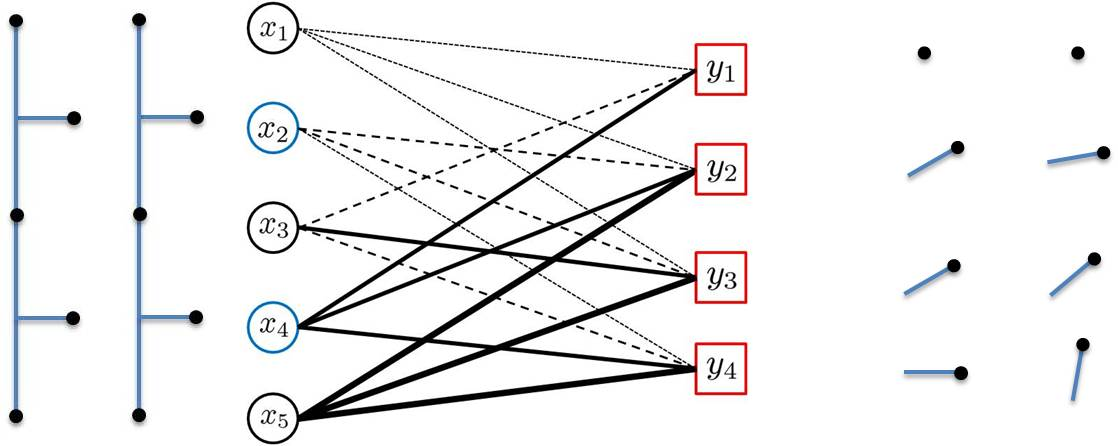 x₁
y₁
x₂
y₂
x₃
y₃
x₄
y₄
x₅